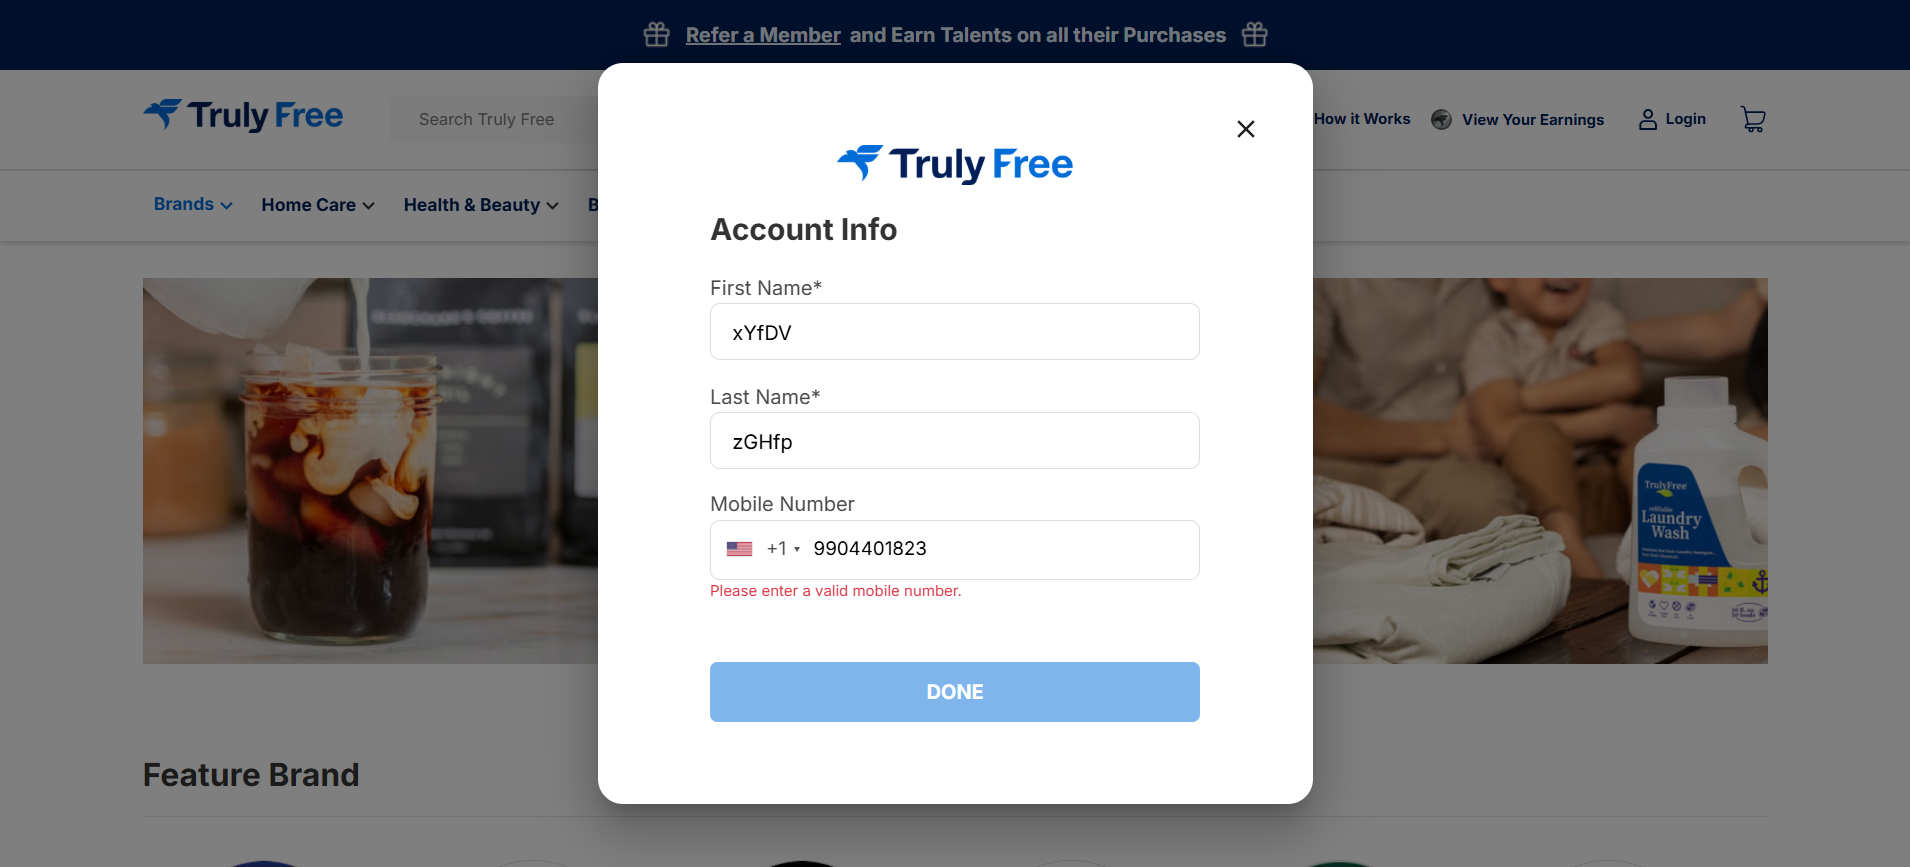 Refer a Member and Earn Talents on all their Purchases
Truly Free
Search Truly Free
How it Works
View Your Earnings
Login
Brands
Home Care
Health & Beauty
B
Truly Free
Account Info
First Name*
xYfDV
Last Name*
zGHfp
Mobile Number
+1 9904401823
Please enter a valid mobile number.
DONE
TrulyFree
Laundry
Wash
Feature Brand